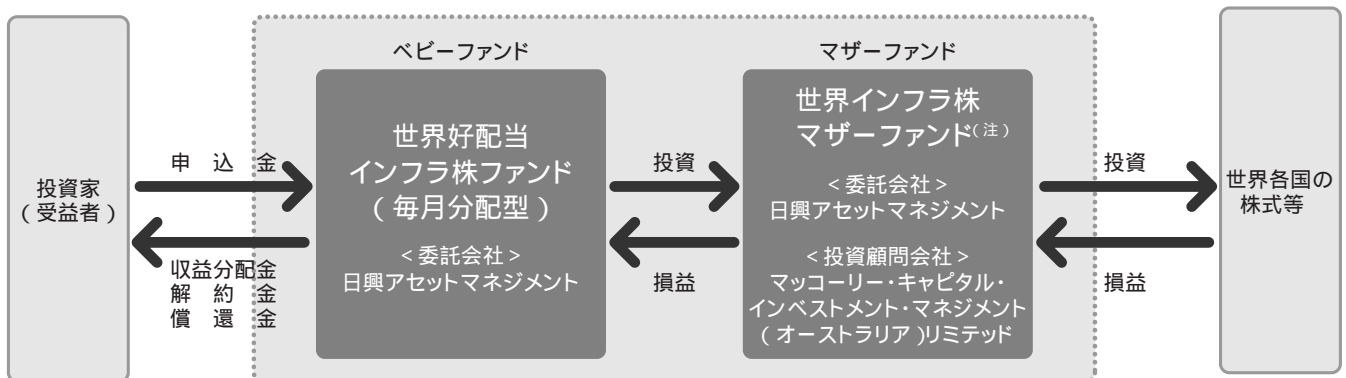 投資家
(受益者)
申込金
収益分配金
解約金
償還金
ベビーファンド
世界好配当
インフラ株ファンド
(毎月分配型)
<委託会社>
日興アセットマネジメント
投資
損益
マザーファンド
世界インフラ株
マザーファンド(注)
<委託会社>
日興アセットマネジメント
<投資顧問会社>
マッコーリー・キャピタル・
インベストメント・マネジメント
(オーストラリア)リミテッド
投資
損益
世界各国の
株式等